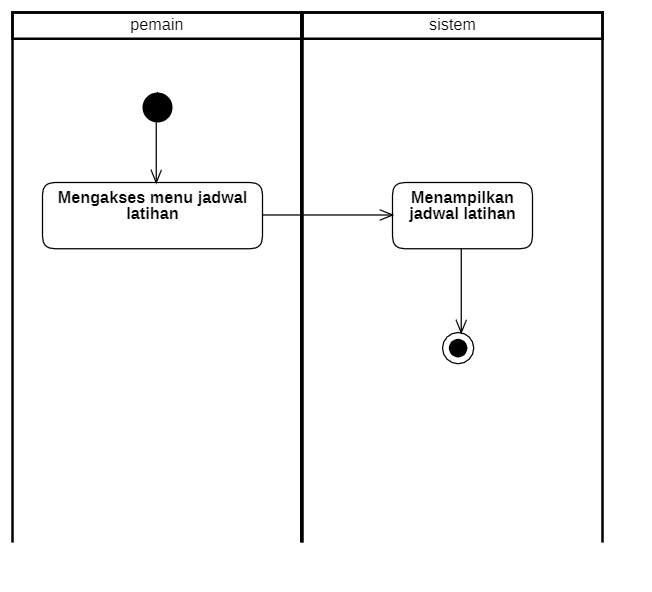 pemain
sistem
Mengakses menu jadwal
latihan
Menampilkan
jadwal latihan